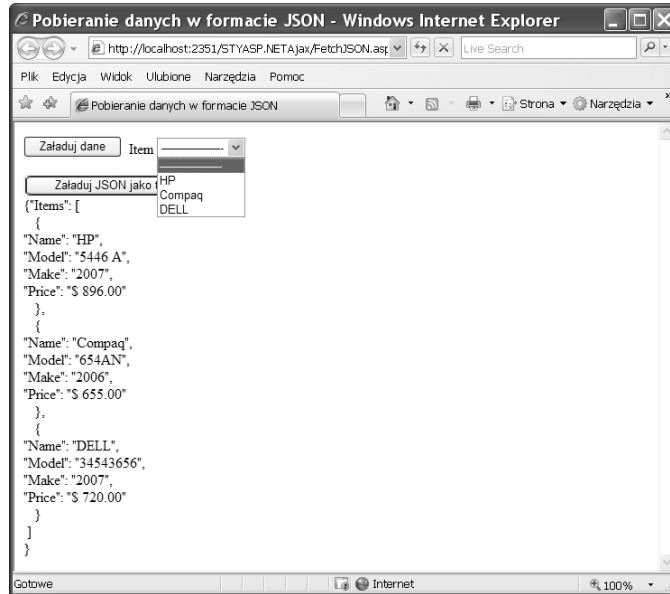 Pobieranie danych w formacie JSON - Windows Internet Explorer
http://localhost:2351/STYASP.NETAjax/FetchJSON.asp
Live Search
Plik Edycja Widok Ulubione Narzędzia Pomoc
Pobieranie danych w formacie JSON
Strona
Narzędzia
Załaduj dane
Item
HP
Załaduj JSON jako
Compaq
DELL
{"Items": [
{
"Name": "HP",
"Model": "5446 A",
"Make": "2007",
"Price": "$ 896.00"
},
{
"Name": "Compaq",
"Model": "654AN",
"Make": "2006",
"Price": "$ 655.00"
},
{
"Name": "DELL",
"Model": "34543656",
"Make": "2007",
"Price": "$ 720.00"
}
]
}
Gotowe
Internet
100%